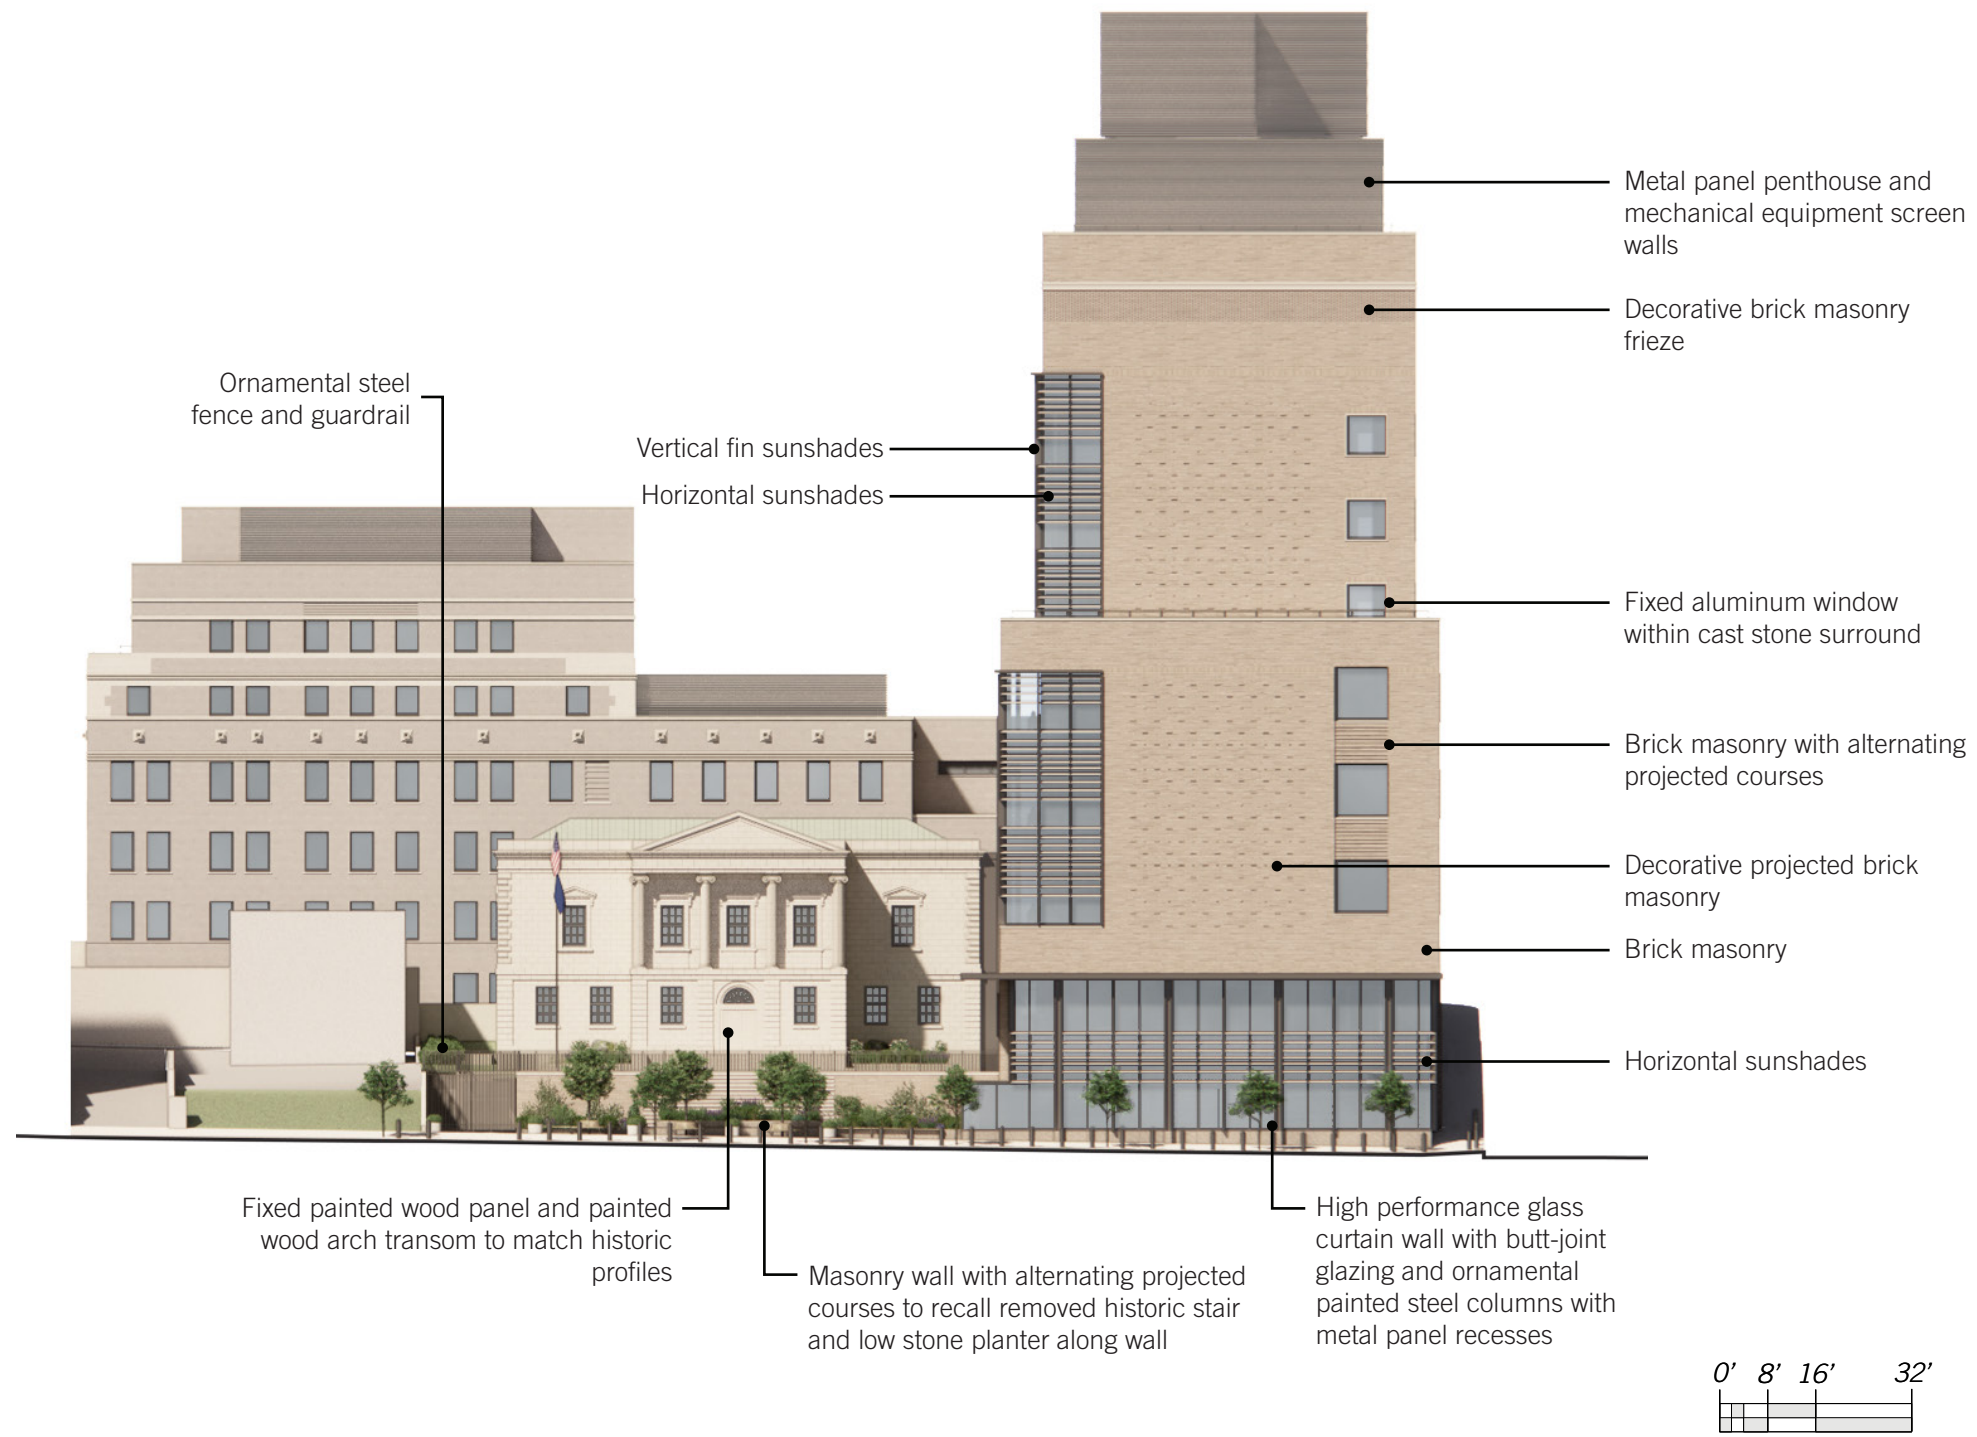 Metal panel penthouse and
mechanical equipment screen
walls
Decorative brick masonry
frieze
Ornamental steel
fence and guardrail
Vertical fin sunshades
Horizontal sunshades
Fixed aluminum window
within cast stone surround
Brick masonry with alternating
projected courses
Decorative projected brick
masonry
Brick masonry
Horizontal sunshades
Fixed painted wood panel and painted
wood arch transom to match historic
profiles
Masonry wall with alternating projected
courses to recall removed historic stair
and low stone planter along wall
High performance glass
curtain wall with butt-joint
glazing and ornamental
painted steel columns with
metal panel recesses
0' 8' 16' 32'